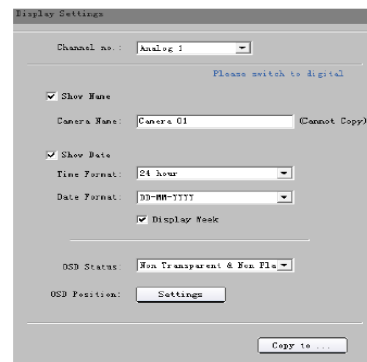 Display Settings
Channel no.: Analog 1
Please switch to digital
Show Name
Camera Name: Camera 01 (Cannot Copy)
Show Date
Time Format: 24 hour
Date Format: DD-MM-YYYY
Display Week
OSD Status: Non Transparent & Non Fla
OSD Position: Settings
Copy to ...